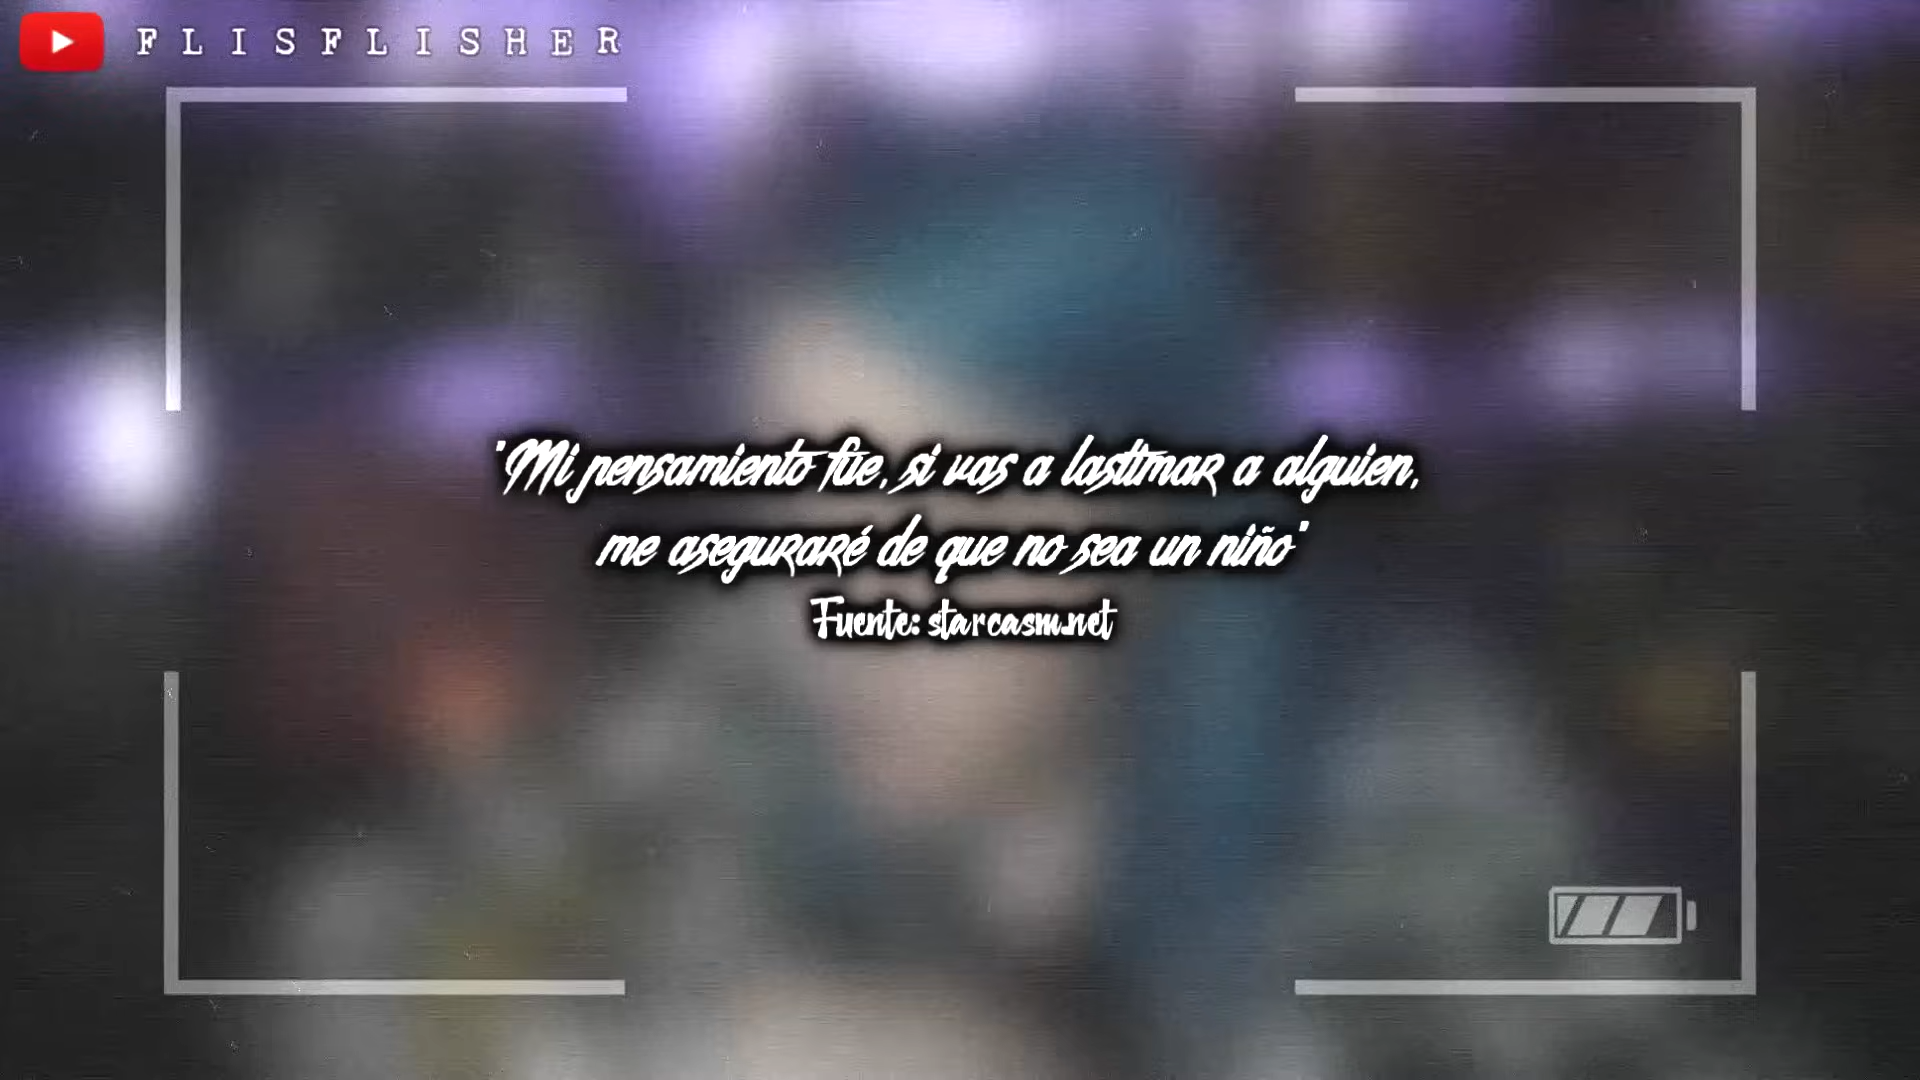 FLISFLISHER
"Mi pensamiento fue, si vas a lastimar a alguien,
me aseguraré de que no sea un niño"
Fuente: starcasm.net